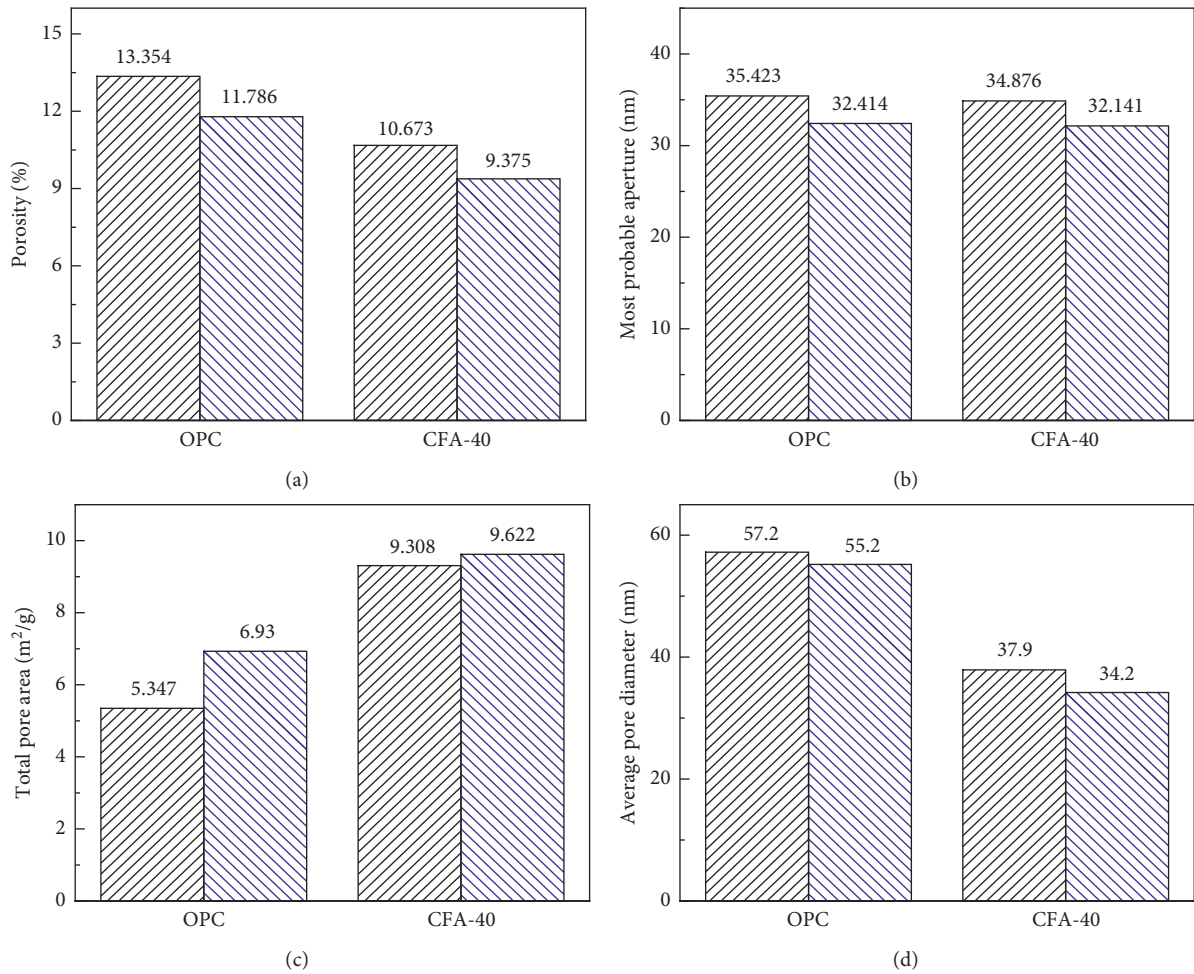 Porosity (%)
15
12
9
6
3
0
13.354
11.786
10.673
9.375
OPC
CFA-40
(a)
Most probable aperture (nm)
40
30
20
10
0
35.423
32.414
34.876
32.141
OPC
CFA-40
(b)
Total pore area (m²/g)
10
8
6
4
2
0
5.347
6.93
9.308
9.622
OPC
CFA-40
(c)
Average pore diameter (nm)
60
40
20
0
57.2
55.2
37.9
34.2
OPC
CFA-40
(d)